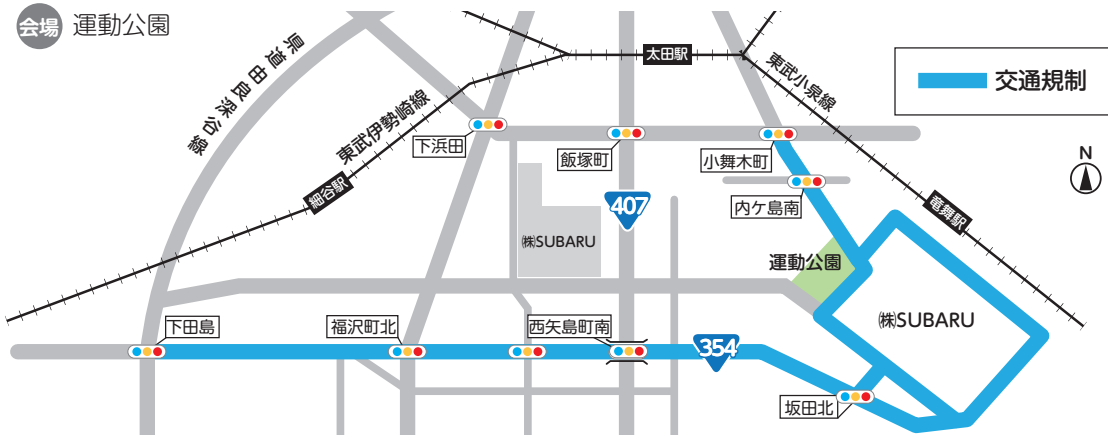 会場 運動公園
県道由良深谷線
東武伊勢崎線
細谷駅
太田駅
東武小泉線
竜舞駅
交通規制
N
下浜田
飯塚町
小舞木町
内ケ島南
407
㈱SUBARU
運動公園
㈱SUBARU
下田島
福沢町北
西矢島町南
354
坂田北